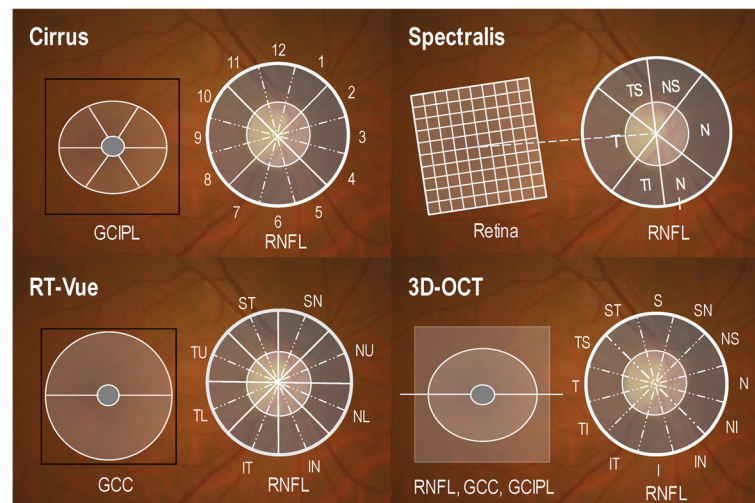 Cirrus
11
12
1
10
2
9
3
8
4
7
6
5
GCIPL
RNFL
Spectralis
TS
NS
T
N
TI
N
I
Retina
RNFL
RT-Vue
ST
SN
TU
NU
TL
NL
IT
IN
GCC
RNFL
3D-OCT
ST
S
SN
TS
NS
T
N
TI
NI
IT
I
IN
RNFL, GCC, GCIPL
RNFL